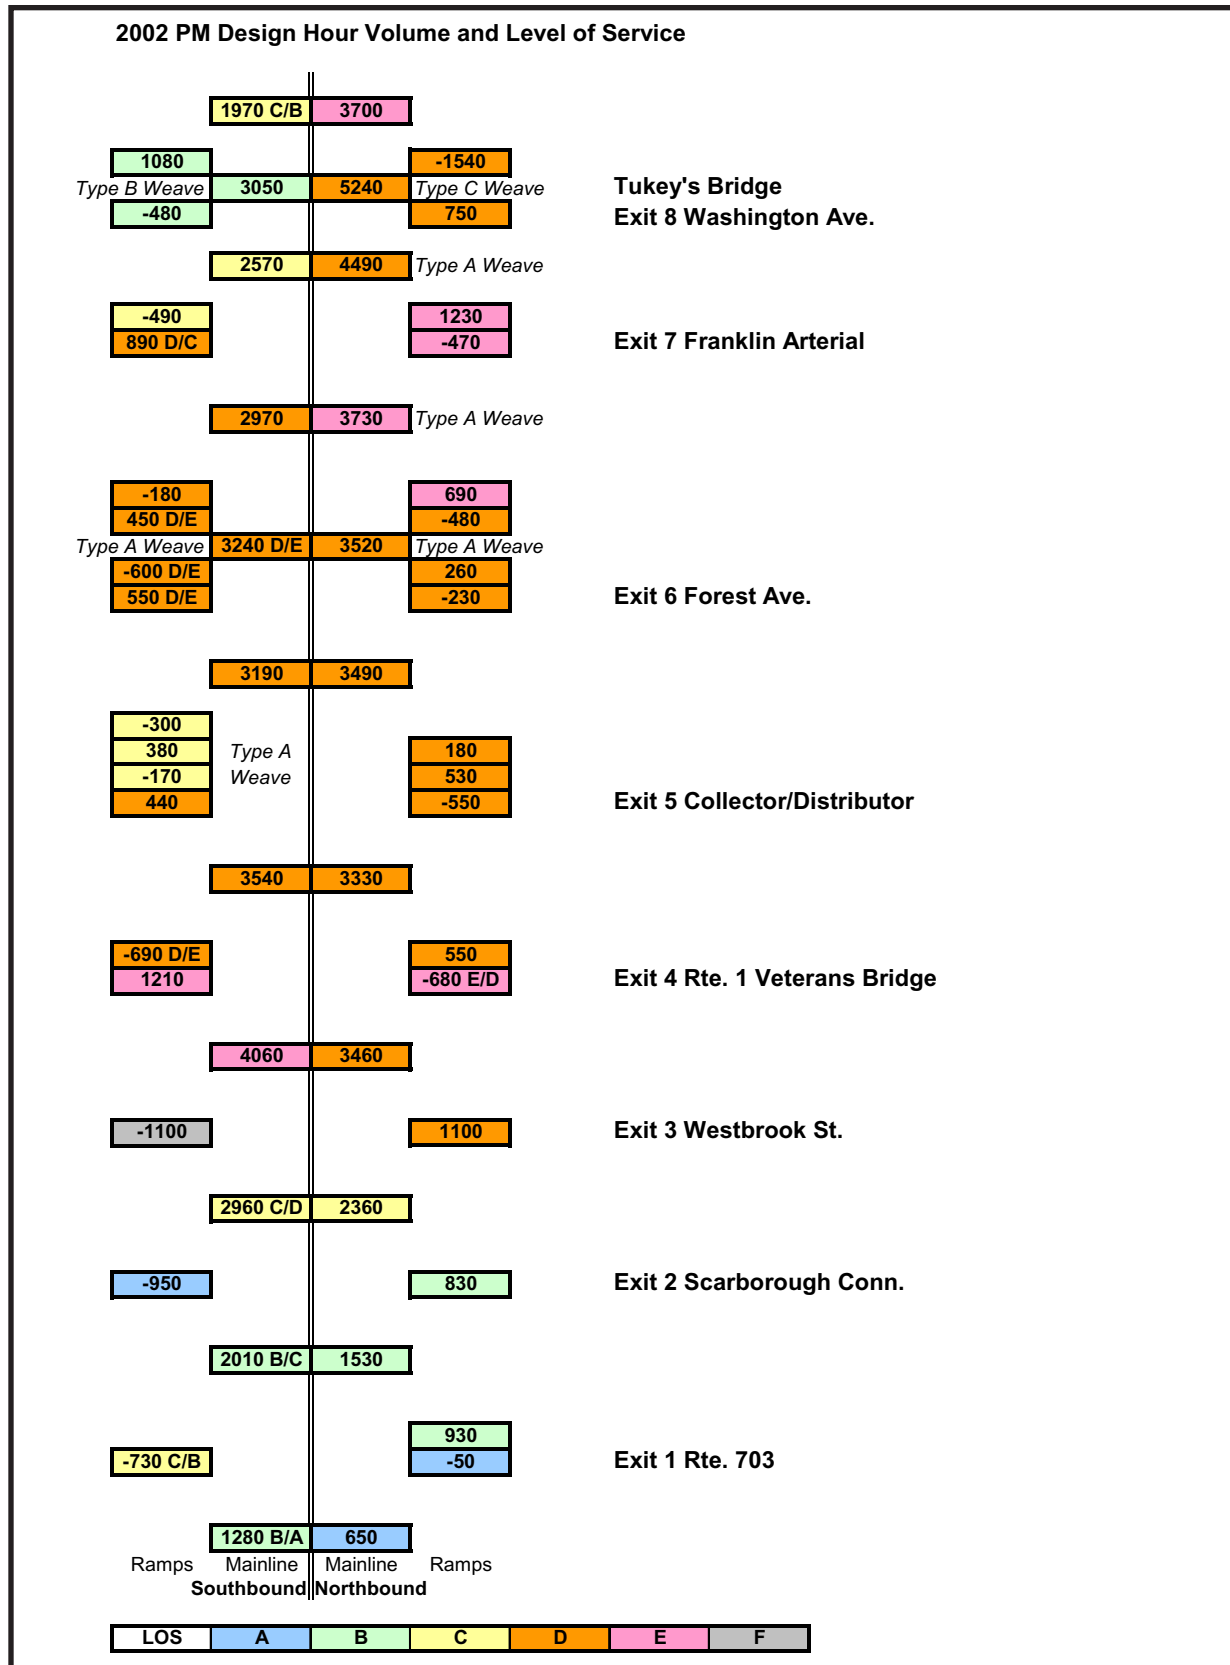 2002 PM Design Hour Volume and Level of Service
1970 C/B 3700
1080 -1540
Type B Weave 3050 5240 Type C Weave Tukey's Bridge
-480 750 Exit 8 Washington Ave.
2570 4490 Type A Weave
-490 1230
890 D/C -470 Exit 7 Franklin Arterial
2970 3730 Type A Weave
-180 690
450 D/E -480
Type A Weave 3240 D/E 3520 Type A Weave
-600 D/E 260
550 D/E -230 Exit 6 Forest Ave.
3190 3490
-300
380 Type A 180
-170 Weave 530
440 -550 Exit 5 Collector/Distributor
3540 3330
-690 D/E 550
1210 -680 E/D Exit 4 Rte. 1 Veterans Bridge
4060 3460
-1100 1100 Exit 3 Westbrook St.
2960 C/D 2360
-950 830 Exit 2 Scarborough Conn.
2010 B/C 1530
930
-730 C/B -50 Exit 1 Rte. 703
1280 B/A 650
Ramps Mainline Mainline Ramps
Southbound Northbound
LOS A B C D E F